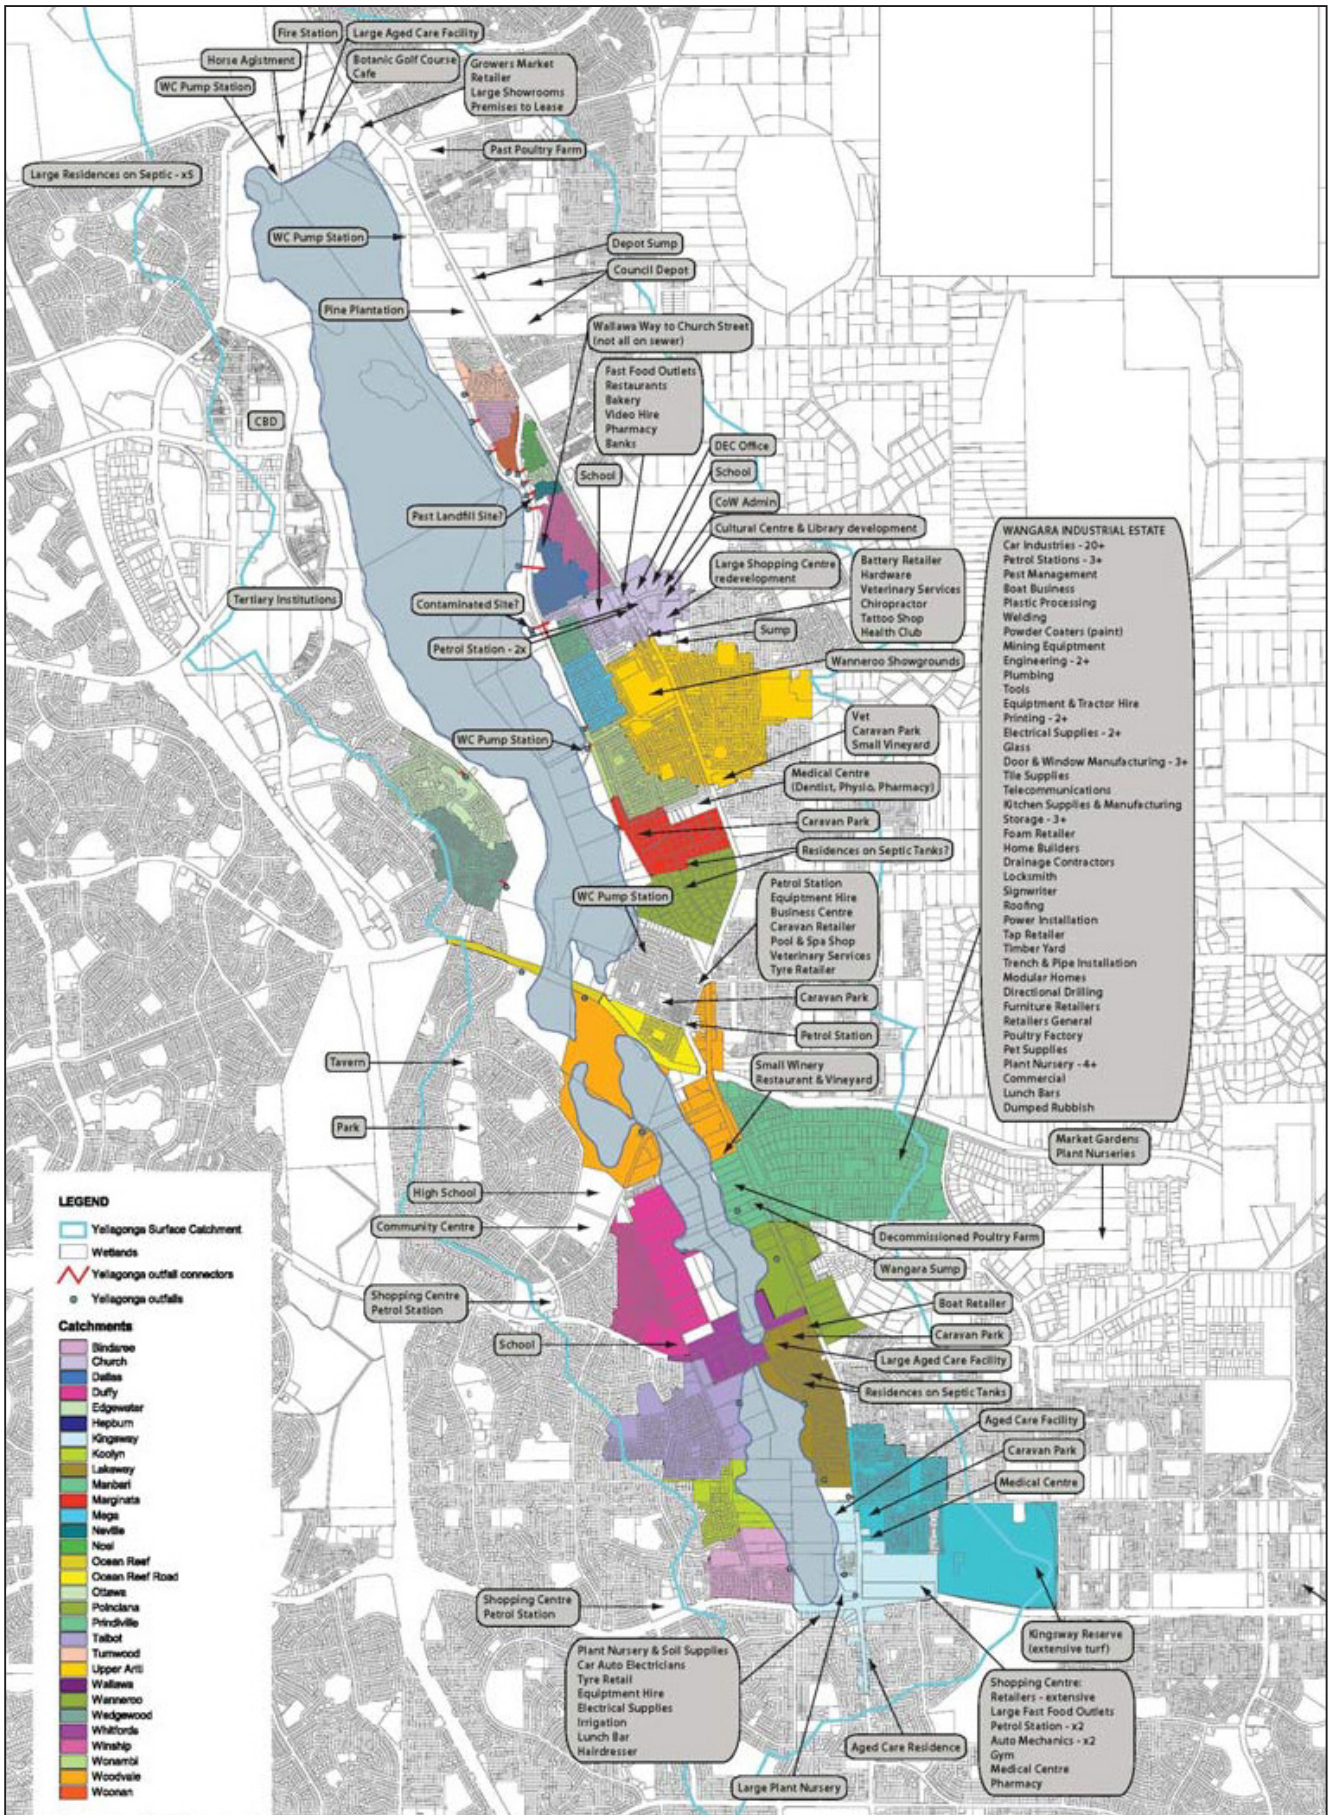 Fire Station
Large Aged Care Facility
Horse Agistment
Botanic Golf Course
Cafe
WC Pump Station
Growers Market
Retailer
Large Showrooms
Premises to Lease
Past Poultry Farm
Large Residences on Septic - x5
WC Pump Station
Depot Sump
Council Depot
Pine Plantation
Wallawa Way to Church Street
(not all on sewer)
Fast Food Outlets
Restaurants
Bakery
Video Hire
Pharmacy
Banks
CBD
DEC Office
School
School
CoW Admin
Past Landfill Site?
Cultural Centre & Library development
Large Shopping Centre
redevelopment
Battery Retailer
Hardware
Veterinary Services
Chiropractor
Tattoo Shop
Health Club
Tertiary Institutions
Contaminated Site?
Petrol Station - 2x
Sump
Wanneroo Showgrounds
WANGARA INDUSTRIAL ESTATE
Car Industries - 20+
Petrol Stations - 3+
Pest Management
Boat Business
Plastic Processing
Welding
Powder Coaters (paint)
Mining Equipment
Engineering - 2+
Plumbing
Tools
Equiptment & Tractor Hire
Printing - 2+
Electrical Supplies - 2+
Glass
Door & Window Manufacturing - 3+
Tile Supplies
Telecommunications
Kitchen Supplies & Manufacturing
Storage - 3+
Foam Retailer
Home Builders
Drainage Contractors
Locksmith
Signwriter
Roofing
Power Installation
Tap Retailer
Timber Yard
Trench & Pipe Installation
Modular Homes
Directional Drilling
Furniture Retailers
Retailers General
Poultry Factory
Pet Supplies
Plant Nursery - 4+
Commercial
Lunch Bars
Dumped Rubbish
WC Pump Station
Vet
Caravan Park
Small Vineyard
Medical Centre
(Dentist, Physio, Pharmacy)
Caravan Park
Residences on Septic Tanks?
WC Pump Station
Petrol Station
Equiptment Hire
Business Centre
Caravan Retailer
Pool & Spa Shop
Veterinary Services
Tyre Retailer
Caravan Park
Petrol Station
Tavern
Small Winery
Restaurant & Vineyard
Park
Market Gardens
Plant Nurseries
High School
Community Centre
Decommissioned Poultry Farm
Wangara Sump
Shopping Centre
Petrol Station
Boat Retailer
School
Caravan Park
Large Aged Care Facility
Residences on Septic Tanks
Aged Care Facility
Caravan Park
Medical Centre
Shopping Centre
Petrol Station
Kingsway Reserve
(extensive turf)
Plant Nursery & Soil Supplies
Car Auto Electricians
Tyre Retail
Equiptment Hire
Electrical Supplies
Irrigation
Lunch Bar
Hairdresser
Shopping Centre:
Retailers - extensive
Large Fast Food Outlets
Petrol Station - x2
Auto Mechanics - x2
Gym
Medical Centre
Pharmacy
Aged Care Residence
Large Plant Nursery
LEGEND
Yellagonga Surface Catchment
Wetlands
Yellagonga outfall connectors
Yellagonga outfalls
Catchments
Bindaree
Church
Dallas
Duffy
Edgewater
Hepburn
Kingsway
Koolyn
Lakeway
Manbari
Marginata
Mega
Neville
Noel
Ocean Reef
Ocean Reef Road
Ottawa
Poinciana
Prindiville
Talbot
Turnwood
Upper Ariti
Wallawa
Wanneroo
Wedgewood
Whitfords
Winship
Wonambi
Woodvale
Woonan